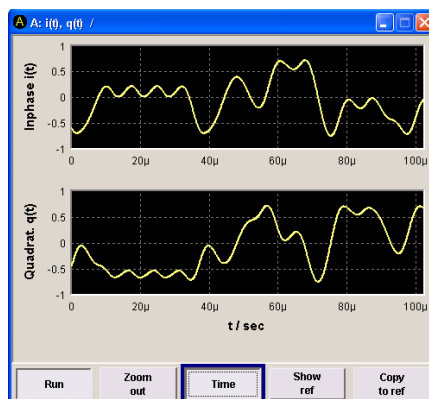 A A: i(t), q(t) /
Inphase i(t)
1
0.5
0
-0.5
-1
0 20µ 40µ 60µ 80µ 100µ
Quadrat. q(t)
1
0.5
0
-0.5
-1
0 20µ 40µ 60µ 80µ 100µ
t / sec
Run
Zoom
out
Time
Show
ref
Copy
to ref